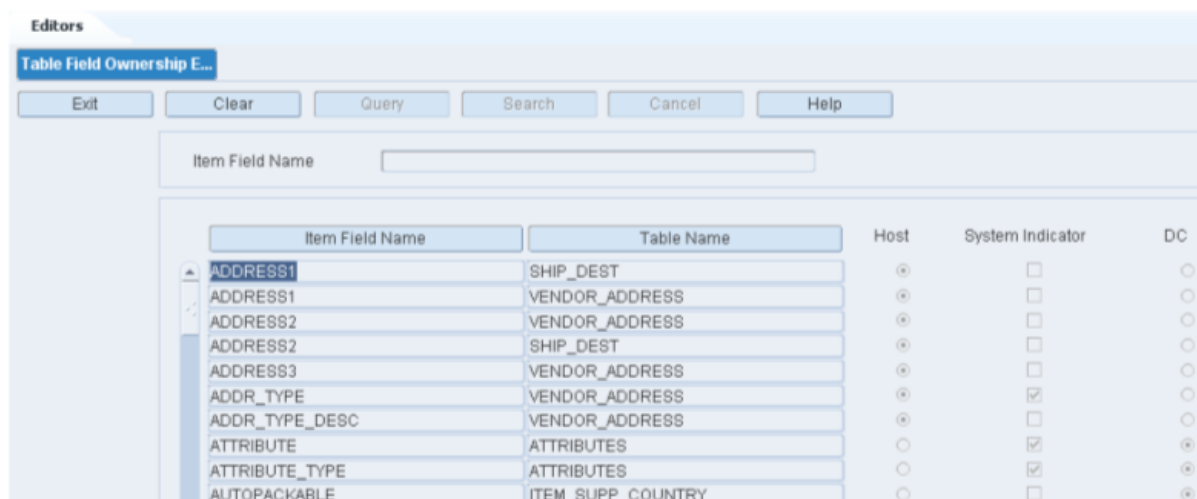 Editors
Table Field Ownership E...
Exit Clear Query Search Cancel Help
Item Field Name
Item Field Name Table Name Host System Indicator DC
ADDRESS1 SHIP_DEST
ADDRESS1 VENDOR_ADDRESS
ADDRESS2 VENDOR_ADDRESS
ADDRESS2 SHIP_DEST
ADDRESS3 VENDOR_ADDRESS
ADDR_TYPE VENDOR_ADDRESS
ADDR_TYPE_DESC VENDOR_ADDRESS
ATTRIBUTE ATTRIBUTES
ATTRIBUTE_TYPE ATTRIBUTES
AUTOPACKABLE ITEM_SUPP_COUNTRY